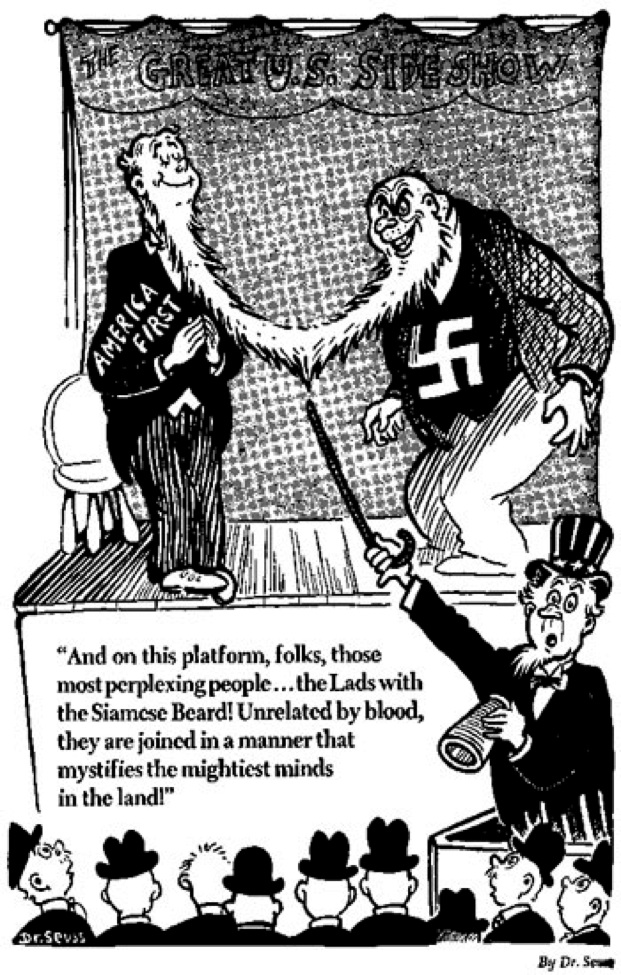 THE GREAT U.S. SIDE SHOW
AMERICA
FIRST
“And on this platform, folks, those
most perplexing people...the Lads with
the Siamese Beard! Unrelated by blood,
they are joined in a manner that
mystifies the mightiest minds
in the land!”
Dr. Seuss
By Dr. Seuss